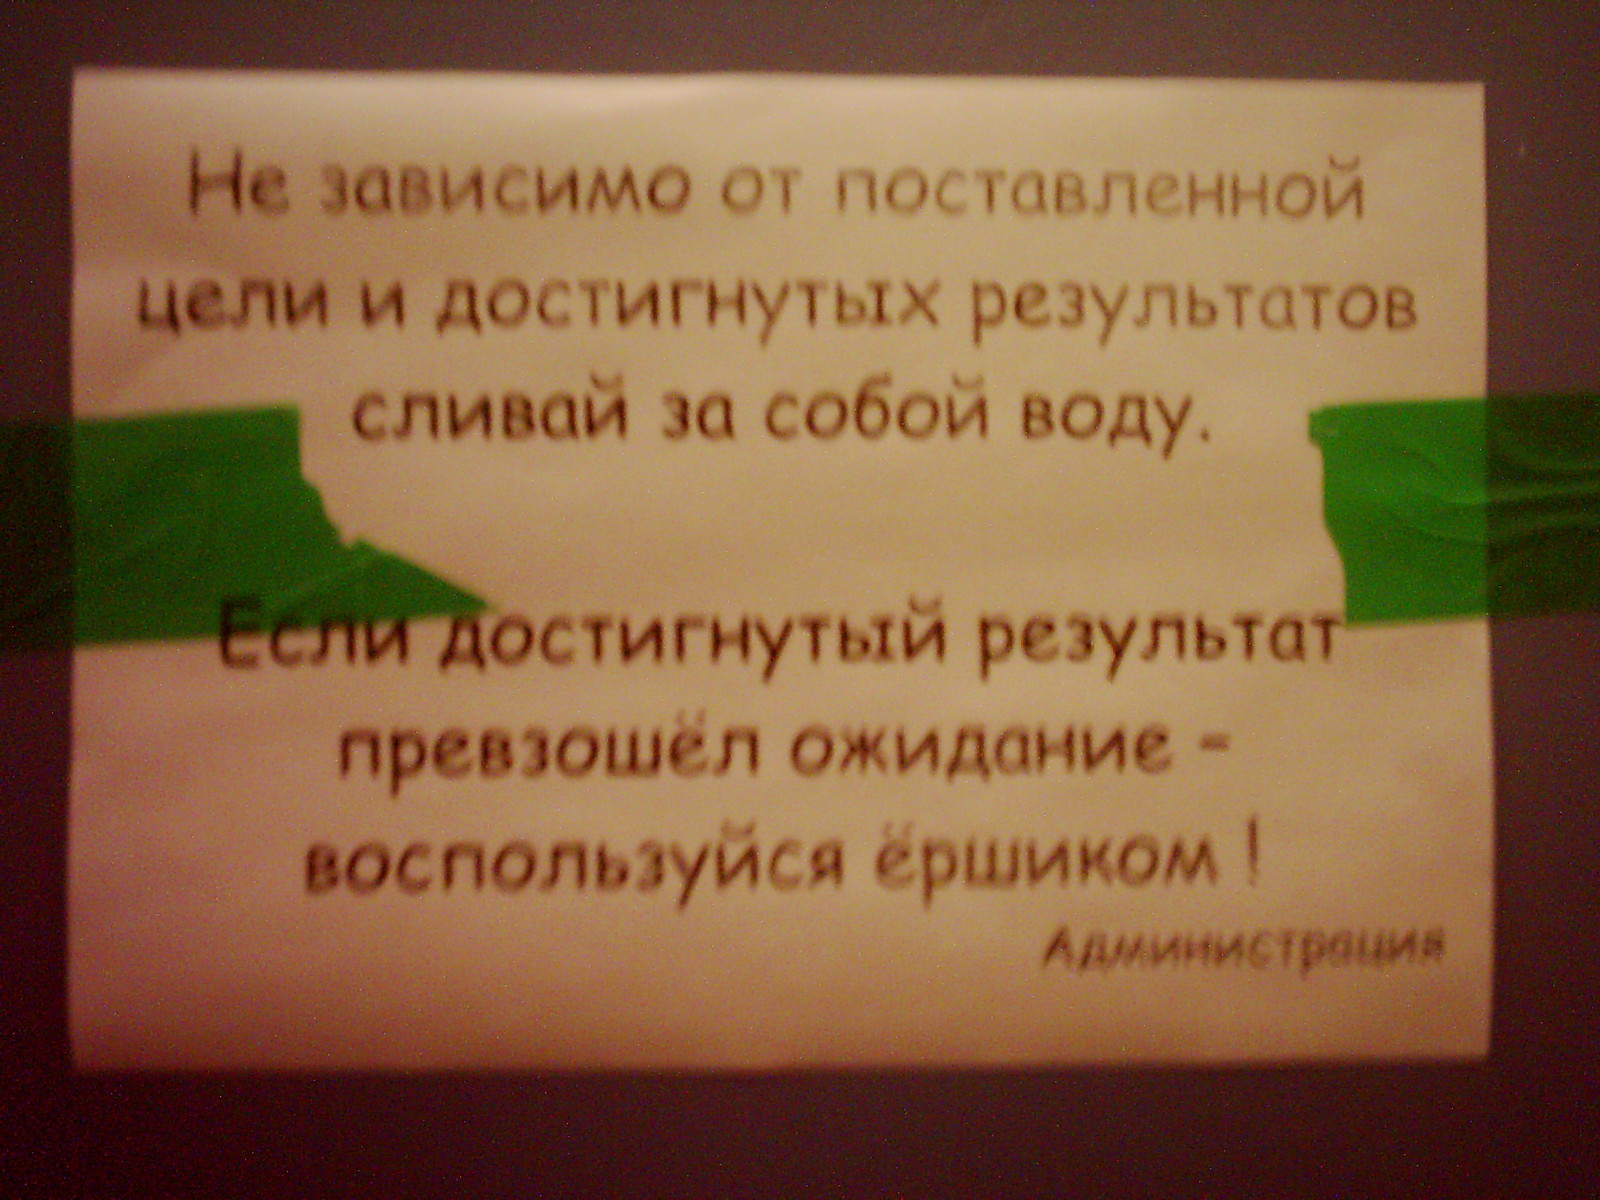 Не зависимо от поставленной
цели и достигнутых результатов
сливай за собой воду.
Если достигнутый результат
превзошёл ожидание -
воспользуйся ёршиком !
Администрация